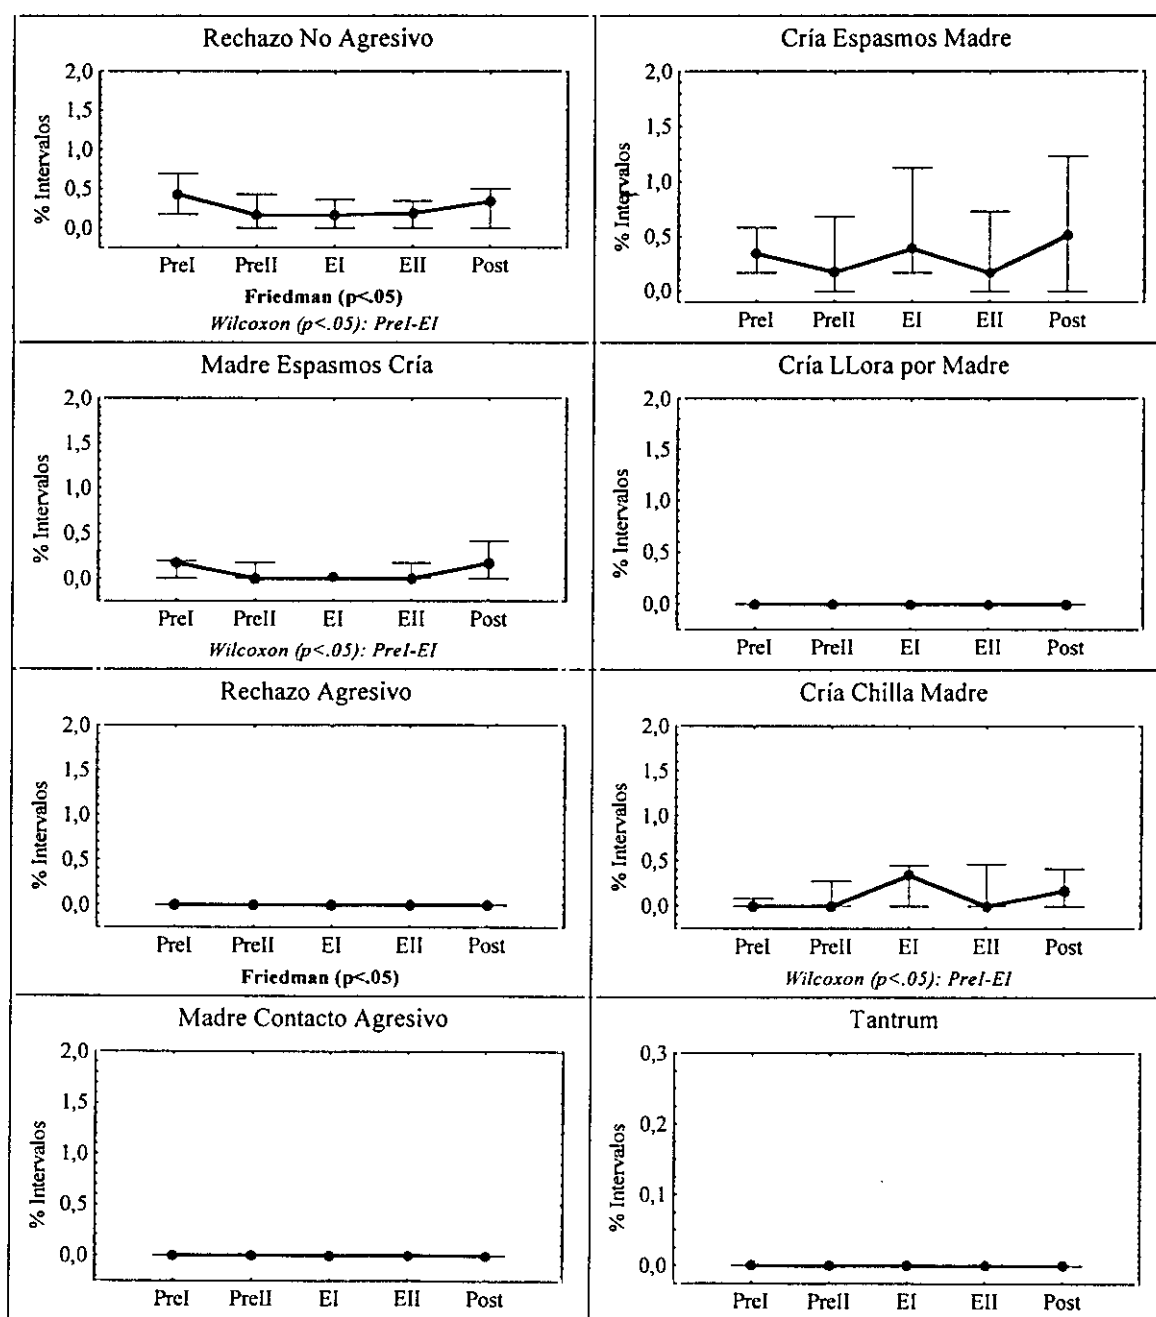 Rechazo No Agresivo
% Intervalos
2,0
1,5
1,0
0,5
0,0
PreI PreII EI EII Post
Friedman (p<.05)
Wilcoxon (p<.05): PreI-EI
Cría Espasmos Madre
% Intervalos
2,0
1,5
1,0
0,5
0,0
PreI PreII EI EII Post
Madre Espasmos Cría
% Intervalos
2,0
1,5
1,0
0,5
0,0
PreI PreII EI EII Post
Wilcoxon (p<.05): PreI-EI
Cría LLora por Madre
% Intervalos
2,0
1,5
1,0
0,5
0,0
PreI PreII EI EII Post
Rechazo Agresivo
% Intervalos
2,0
1,5
1,0
0,5
0,0
PreI PreII EI EII Post
Friedman (p<.05)
Cría Chilla Madre
% Intervalos
2,0
1,5
1,0
0,5
0,0
PreI PreII EI EII Post
Wilcoxon (p<.05): PreI-EI
Madre Contacto Agresivo
% Intervalos
2,0
1,5
1,0
0,5
0,0
PreI PreII EI EII Post
Tantrum
% Intervalos
0,3
0,2
0,1
0,0
PreI PreII EI EII Post